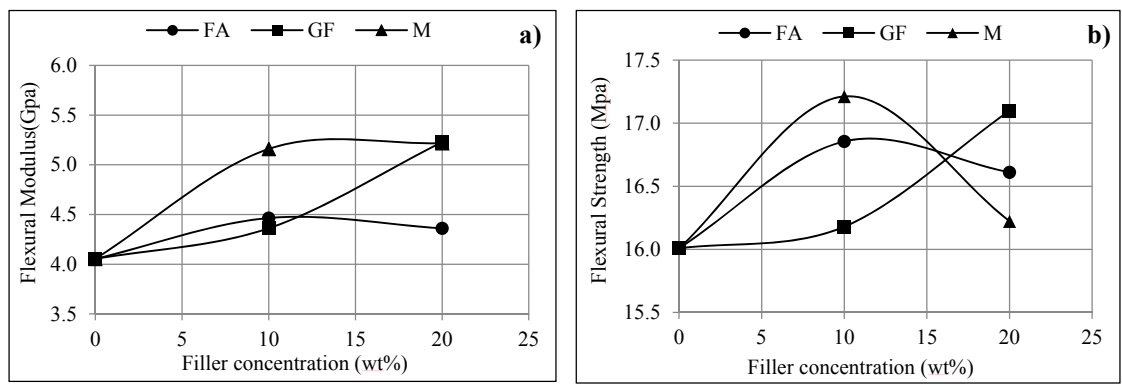 FA GF M
a)
6.0
5.5
5.0
4.5
4.0
3.5
Flexural Modulus(Gpa)
0 5 10 15 20 25
Filler concentration (wt%)
FA GF M
b)
17.5
17.0
16.5
16.0
15.5
Flexural Strength (Mpa)
0 5 10 15 20 25
Filler concentration (wt%)